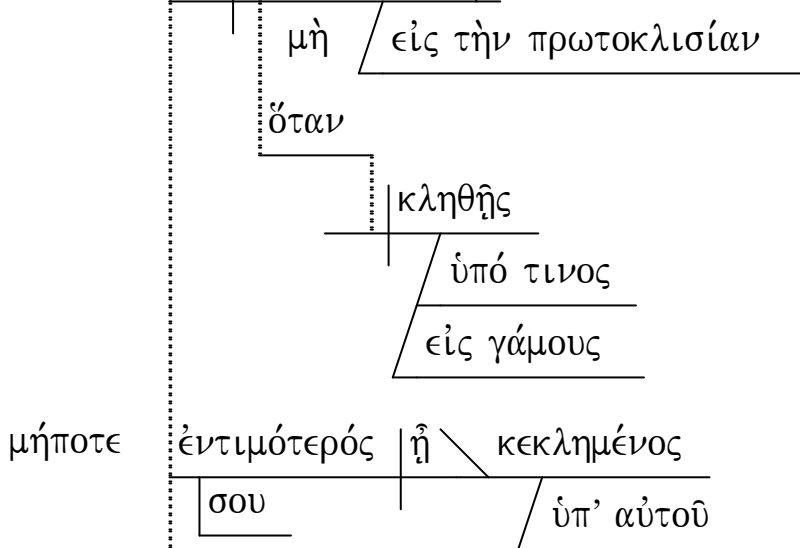 μὴ εἰς τὴν πρωτοκλισίαν
ὅταν
κληθῇς
ὑπό τινος
εἰς γάμους
μήποτε ἐντιμότερός ᾖ κεκλημένος
σου ὑπ’ αὐτοῦ